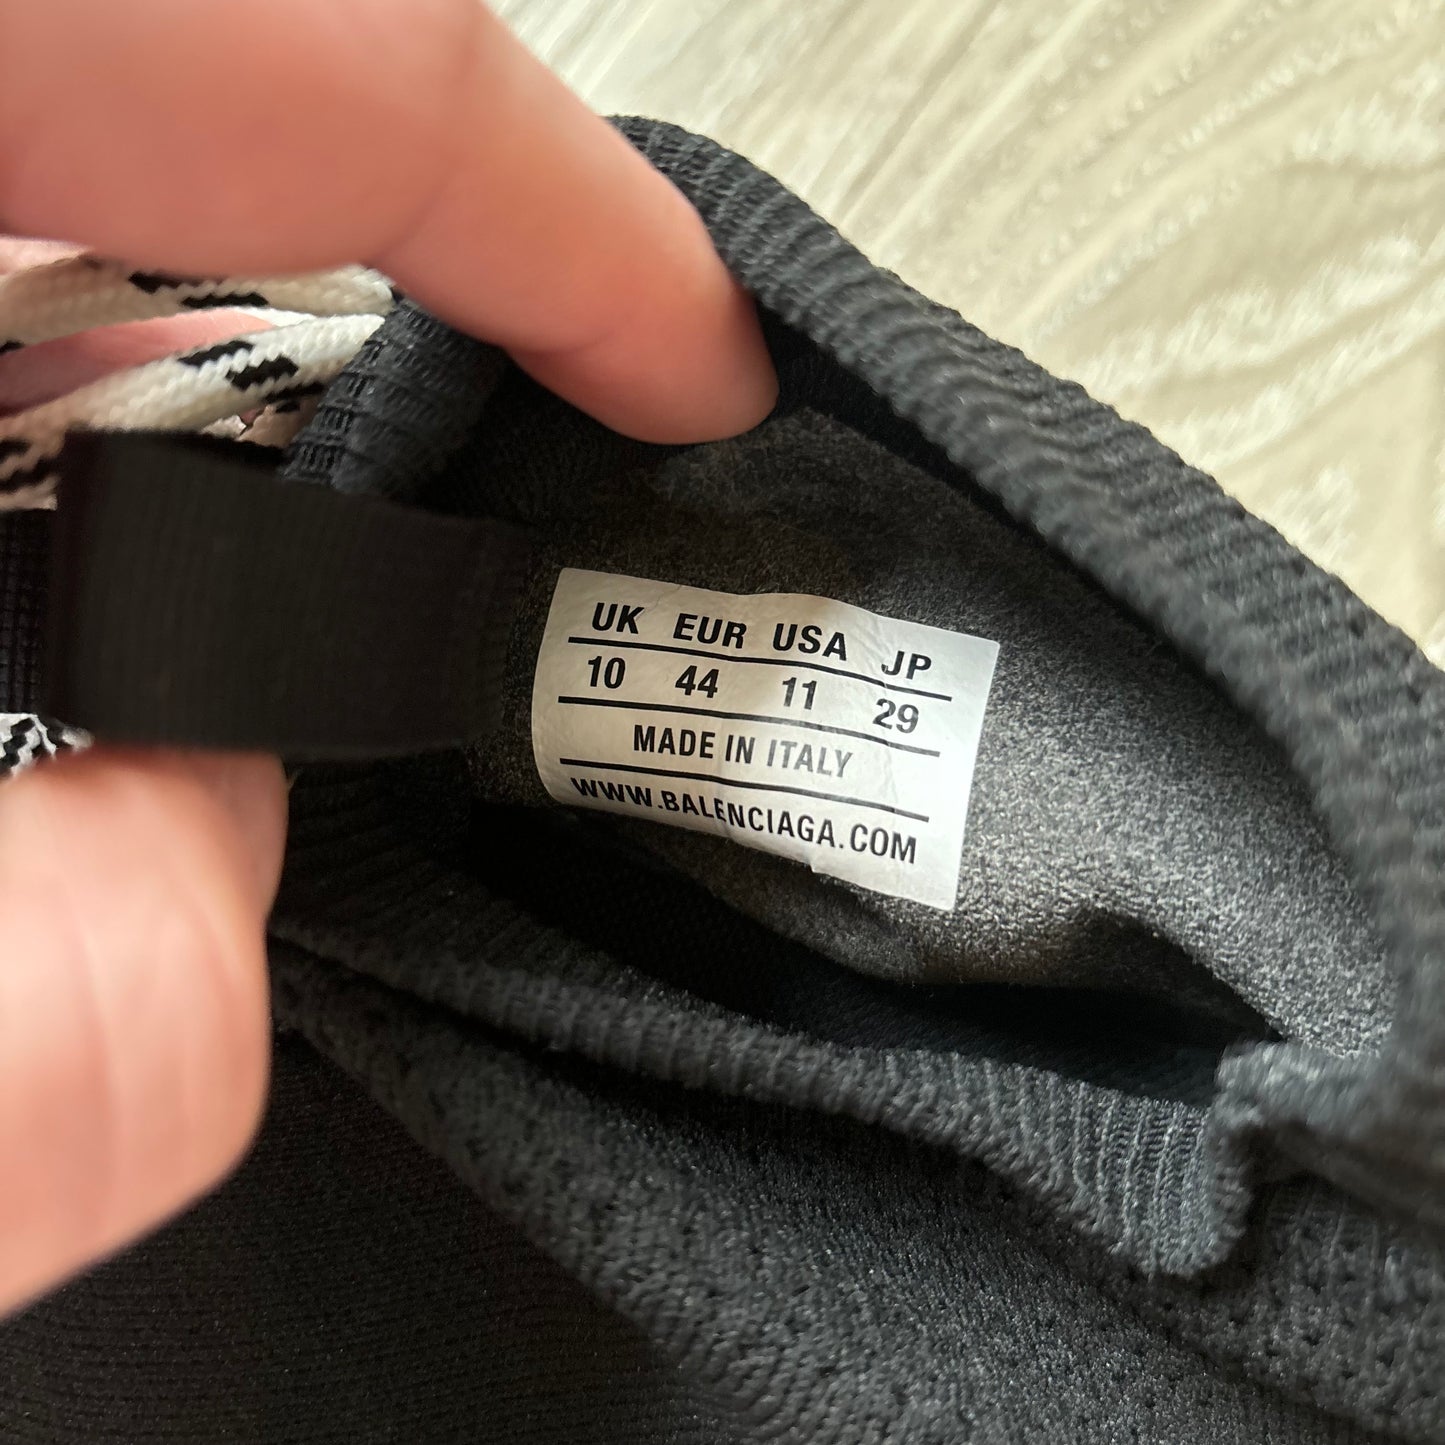 UK EUR USA JP
10 44 11 29
MADE IN ITALY
WWW.BALENCIAGA.COM